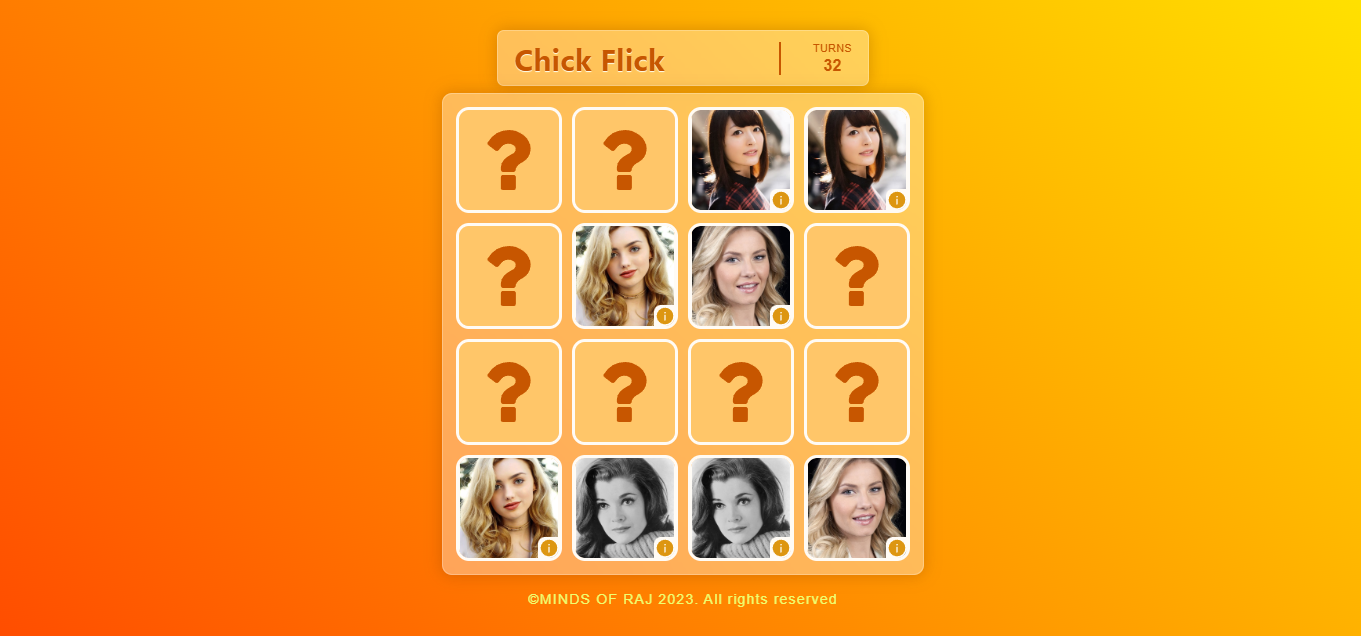 Chick Flick
TURNS
32
? ?
?
?
? ? ? ?
©MINDS OF RAJ 2023. All rights reserved